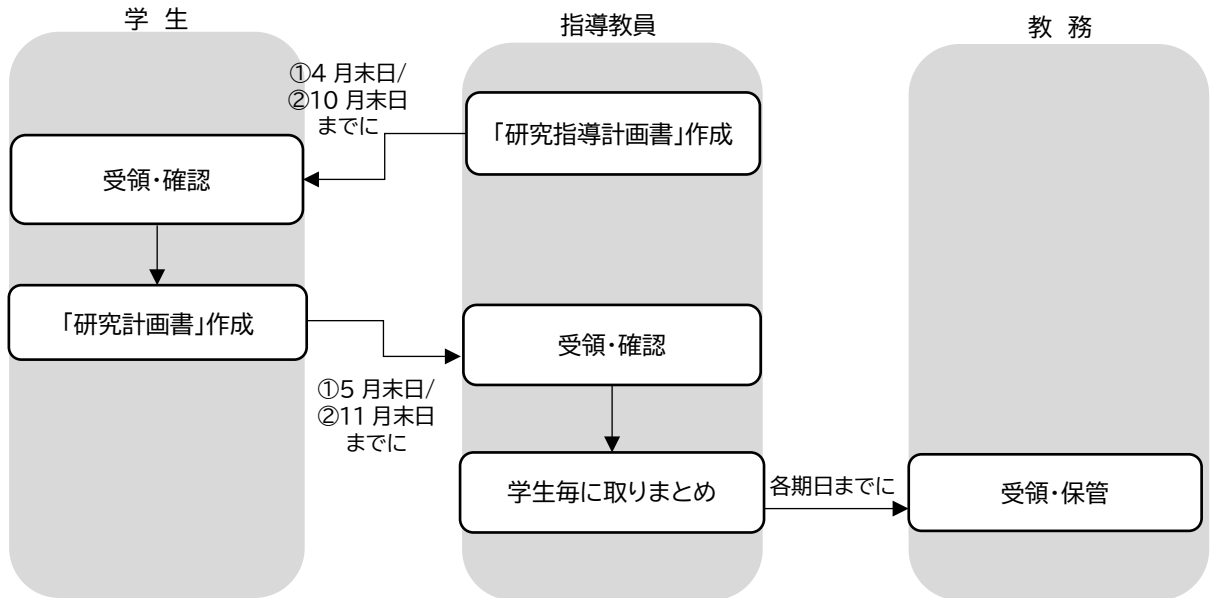 学 生
指導教員
教 務
①4 月末日/
②10 月末日
までに
「研究指導計画書」作成
受領・確認
「研究計画書」作成
受領・確認
①5 月末日/
②11 月末日
までに
学生毎に取りまとめ
各期日までに
受領・保管